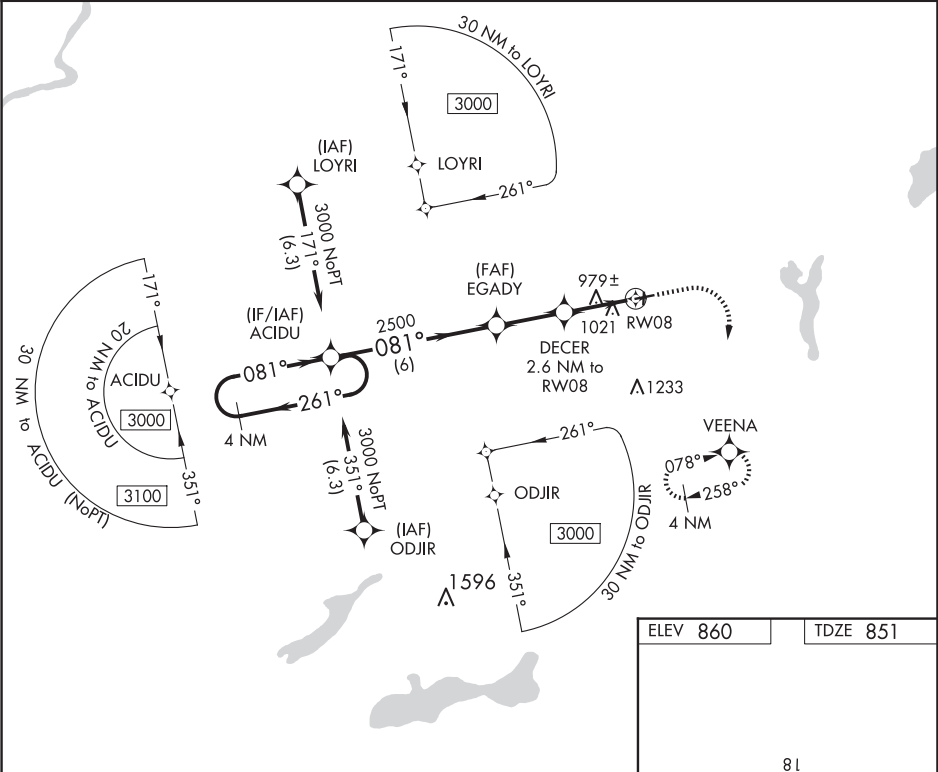 30 NM to LOYRI
171°
3000
LOYRI
261°
(IAF)
LOYRI
3000 NoPT
171°
(6.3)
(FAF)
EGADY
979±
1021
RW08
(IF/IAF)
ACIDU
2500
081°
(6)
DECER
2.6 NM to
RW08
1233
081°
261°
4 NM
171°
20 NM to ACIDU
30 NM to ACIDU (NoPT)
ACIDU
3000
3100
351°
3000 NoPT
351°
(6.3)
(IAF)
ODJIR
261°
ODJIR
3000
30 NM to ODJIR
351°
VEENA
078°
258°
4 NM
1596
ELEV 860
TDZE 851
18